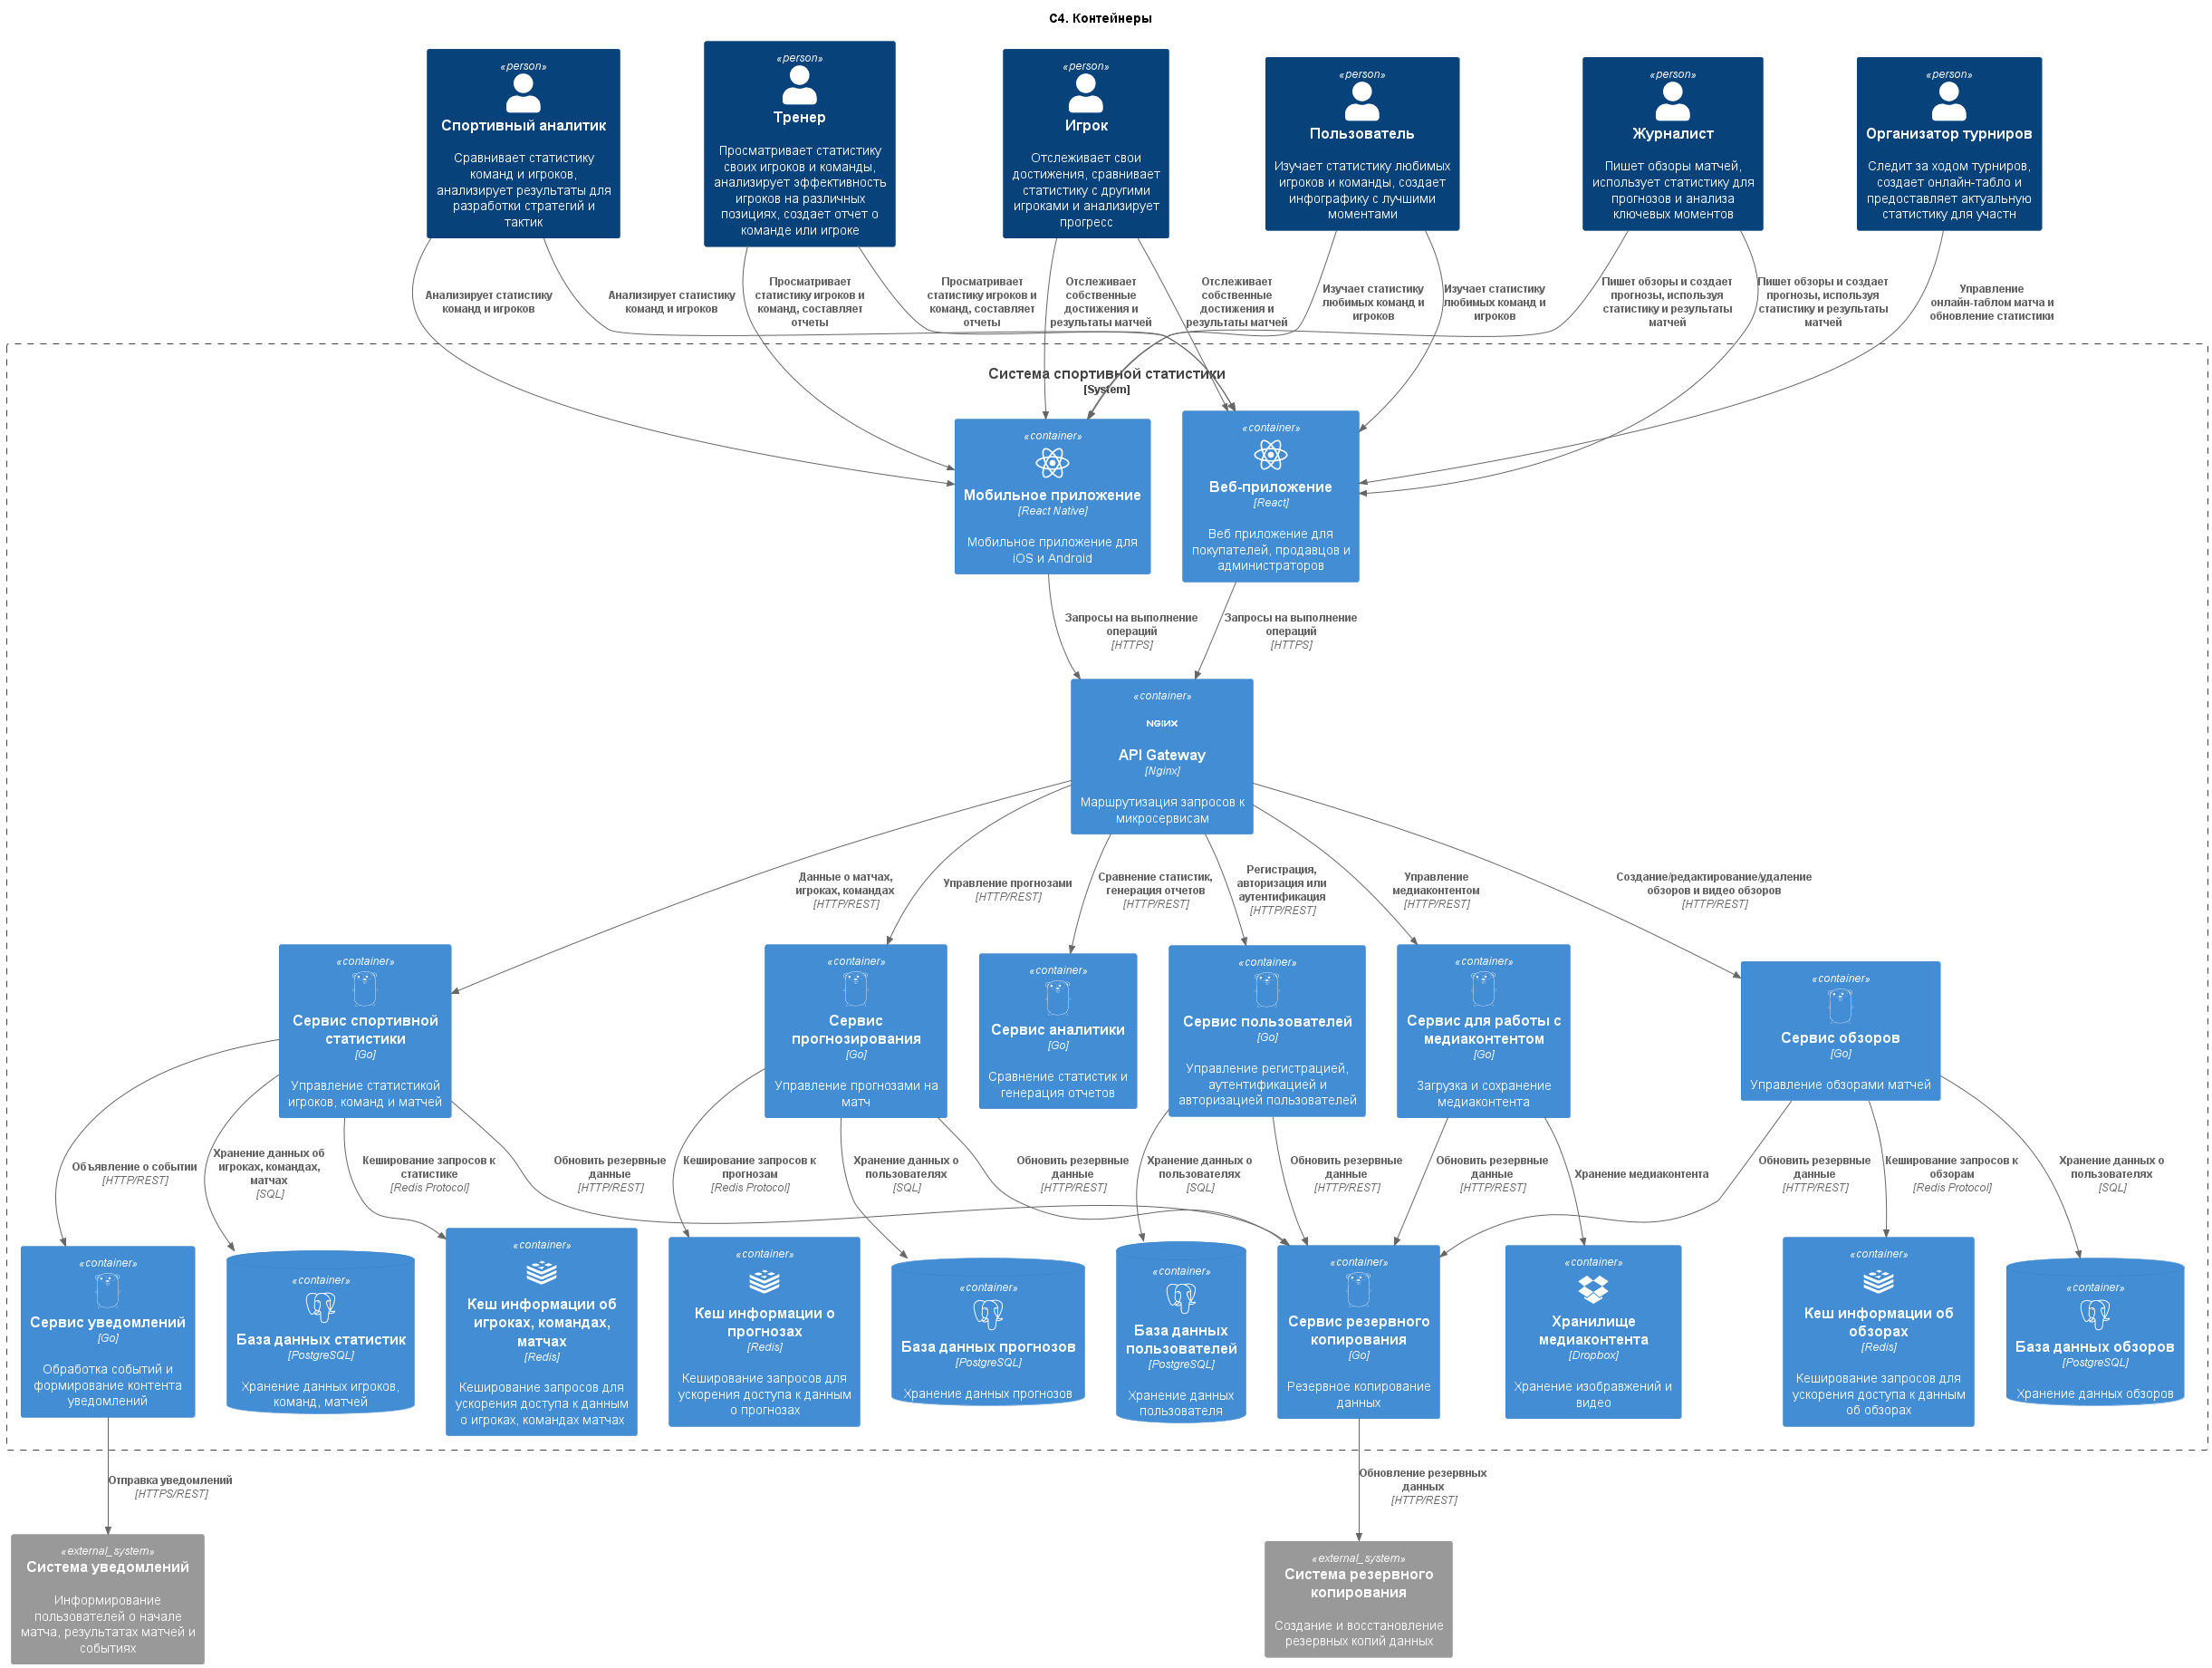 C4. Контейнеры
«person»
Спортивный аналитик
Сравнивает статистику
команд и игроков,
анализирует результаты для
разработки стратегий и
тактик
«person»
Тренер
Просматривает статистику
своих игроков и команды,
анализирует эффективность
игроков на различных
позициях, создает отчет о
команде или игроке
«person»
Игрок
Отслеживает свои
достижения, сравнивает
статистику с другими
игроками и анализирует
прогресс
«person»
Пользователь
Изучает статистику любимых
игроков и команды, создает
инфографику с лучшими
моментами
«person»
Журналист
Пишет обзоры матчей,
использует статистику для
прогнозов и анализа
ключевых моментов
«person»
Организатор турниров
Следит за ходом турниров,
создает онлайн-табло и
предоставляет актуальную
статистику для участн
Анализирует статистику
команд и игроков
Анализирует статистику
команд и игроков
Просматривает
статистику игроков и
команд, составляет
отчеты
Просматривает
статистику игроков и
команд, составляет
отчеты
Отслеживает
собственные
достижения и
результаты матчей
Отслеживает
собственные
достижения и
результаты матчей
Изучает статистику
любимых команд и
игроков
Изучает статистику
любимых команд и
игроков
Пишет обзоры и создает
прогнозы, используя
статистику и результаты
матчей
Пишет обзоры и создает
прогнозы, используя
статистику и результаты
матчей
Управление
онлайн-таблом матча и
обновление статистики
Система спортивной статистики
[System]
«container»
Мобильное приложение
[React Native]
Мобильное приложение для
iOS и Android
«container»
Веб-приложение
[React]
Веб приложение для
покупателей, продавцов и
администраторов
Запросы на выполнение
операций
[HTTPS]
Запросы на выполнение
операций
[HTTPS]
«container»
NGINX
API Gateway
[Nginx]
Маршрутизация запросов к
микросервисам
Данные о матчах,
игроках, командах
[HTTP/REST]
Управление прогнозами
[HTTP/REST]
Сравнение статистик,
генерация отчетов
[HTTP/REST]
Регистрация,
авторизация или
аутентификация
[HTTP/REST]
Управление
медиаконтентом
[HTTP/REST]
Создание/редактирование/удаление
обзоров и видео обзоров
[HTTP/REST]
«container»
Сервис спортивной
статистики
[Go]
Управление статистикой
игроков, команд и матчей
«container»
Сервис
прогнозирования
[Go]
Управление прогнозами на
матч
«container»
Сервис аналитики
[Go]
Сравнение статистик и
генерация отчетов
«container»
Сервис пользователей
[Go]
Управление регистрацией,
аутентификацией и
авторизацией пользователей
«container»
Сервис для работы с
медиаконтентом
[Go]
Загрузка и сохранение
медиаконтента
«container»
Сервис обзоров
[Go]
Управление обзорами матчей
Объявление о событии
[HTTP/REST]
Хранение данных об
игроках, командах,
матчах
[SQL]
Кеширование запросов к
статистике
[Redis Protocol]
Обновить резервные
данные
[HTTP/REST]
Кеширование запросов к
прогнозам
[Redis Protocol]
Хранение данных о
пользователях
[SQL]
Обновить резервные
данные
[HTTP/REST]
Хранение данных о
пользователях
[SQL]
Обновить резервные
данные
[HTTP/REST]
Обновить резервные
данные
[HTTP/REST]
Хранение медиаконтента
Обновить резервные
данные
[HTTP/REST]
Кеширование запросов к
обзорам
[Redis Protocol]
Хранение данных о
пользователях
[SQL]
«container»
Сервис уведомлений
[Go]
Обработка событий и
формирование контента
уведомлений
«container»
База данных статистик
[PostgreSQL]
Хранение данных игроков,
команд, матчей
«container»
Кеш информации об
игроках, командах,
матчах
[Redis]
Кеширование запросов для
ускорения доступа к данным
о игроках, командах матчах
«container»
Кеш информации о
прогнозах
[Redis]
Кеширование запросов для
ускорения доступа к данным
о прогнозах
«container»
База данных прогнозов
[PostgreSQL]
Хранение данных прогнозов
«container»
База данных
пользователей
[PostgreSQL]
Хранение данных
пользователя
«container»
Сервис резервного
копирования
[Go]
Резервное копирование
данных
«container»
Хранилище
медиаконтента
[Dropbox]
Хранение изобравжений и
видео
«container»
Кеш информации об
обзорах
[Redis]
Кеширование запросов для
ускорения доступа к данным
об обзорах
«container»
База данных обзоров
[PostgreSQL]
Хранение данных обзоров
Отправка уведомлений
[HTTPS/REST]
Обновление резервных
данных
[HTTP/REST]
«external_system»
Система уведомлений
Информирование
пользователей о начале
матча, результатах матчей и
событиях
«external_system»
Система резервного
копирования
Создание и восстановление
резервных копий данных